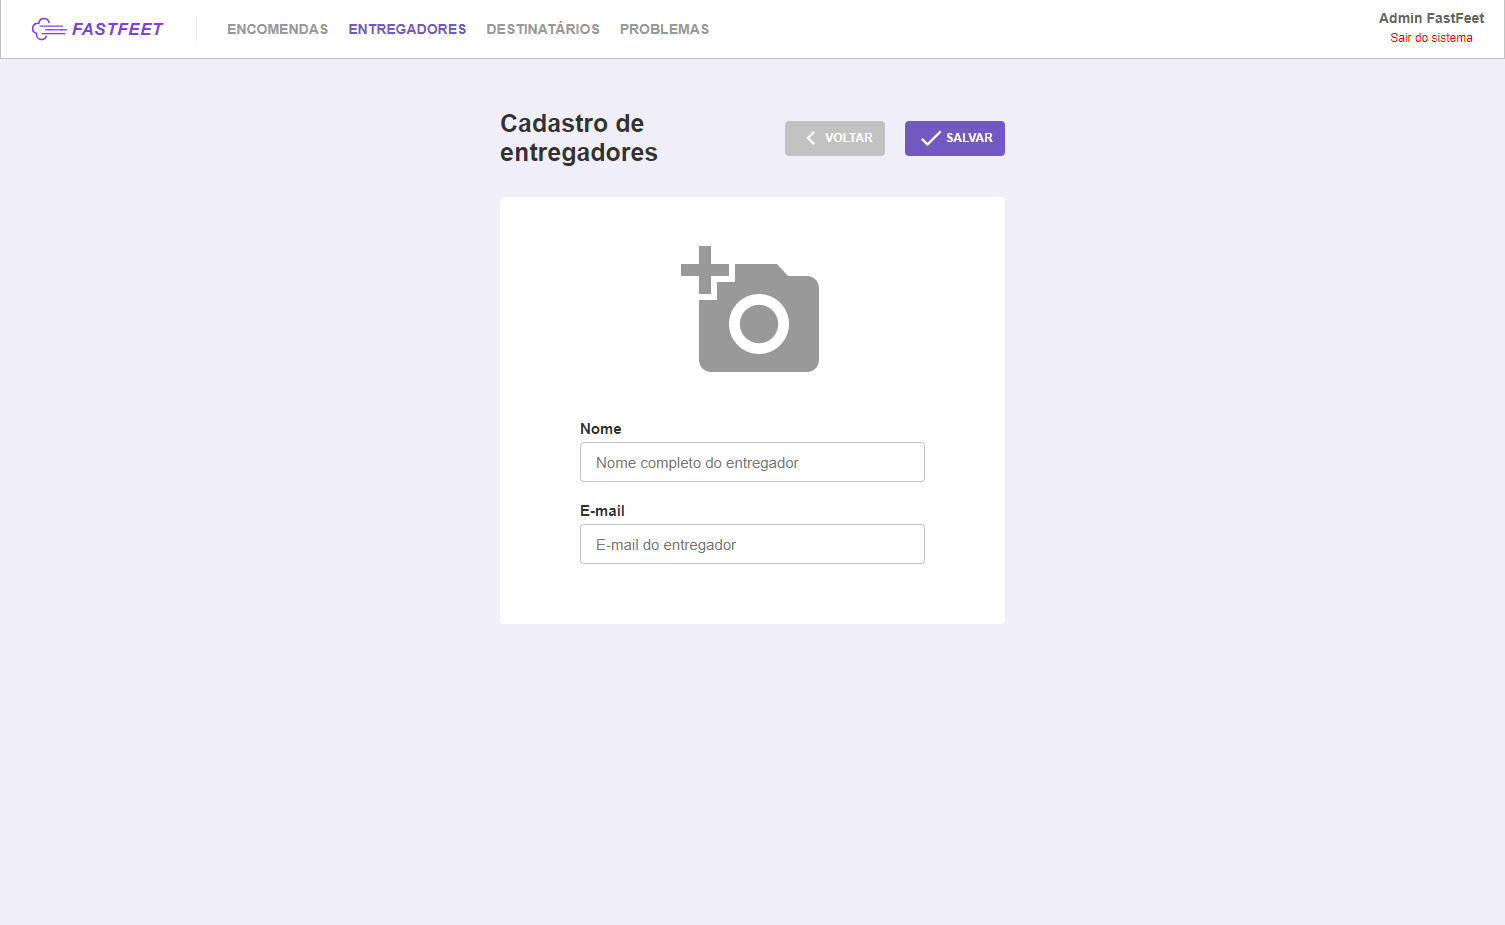 FASTFEET
ENCOMENDAS ENTREGADORES DESTINATÁRIOS PROBLEMAS
Admin FastFeet
Sair do sistema
Cadastro de
entregadores
VOLTAR
SALVAR
Nome
Nome completo do entregador
E-mail
E-mail do entregador